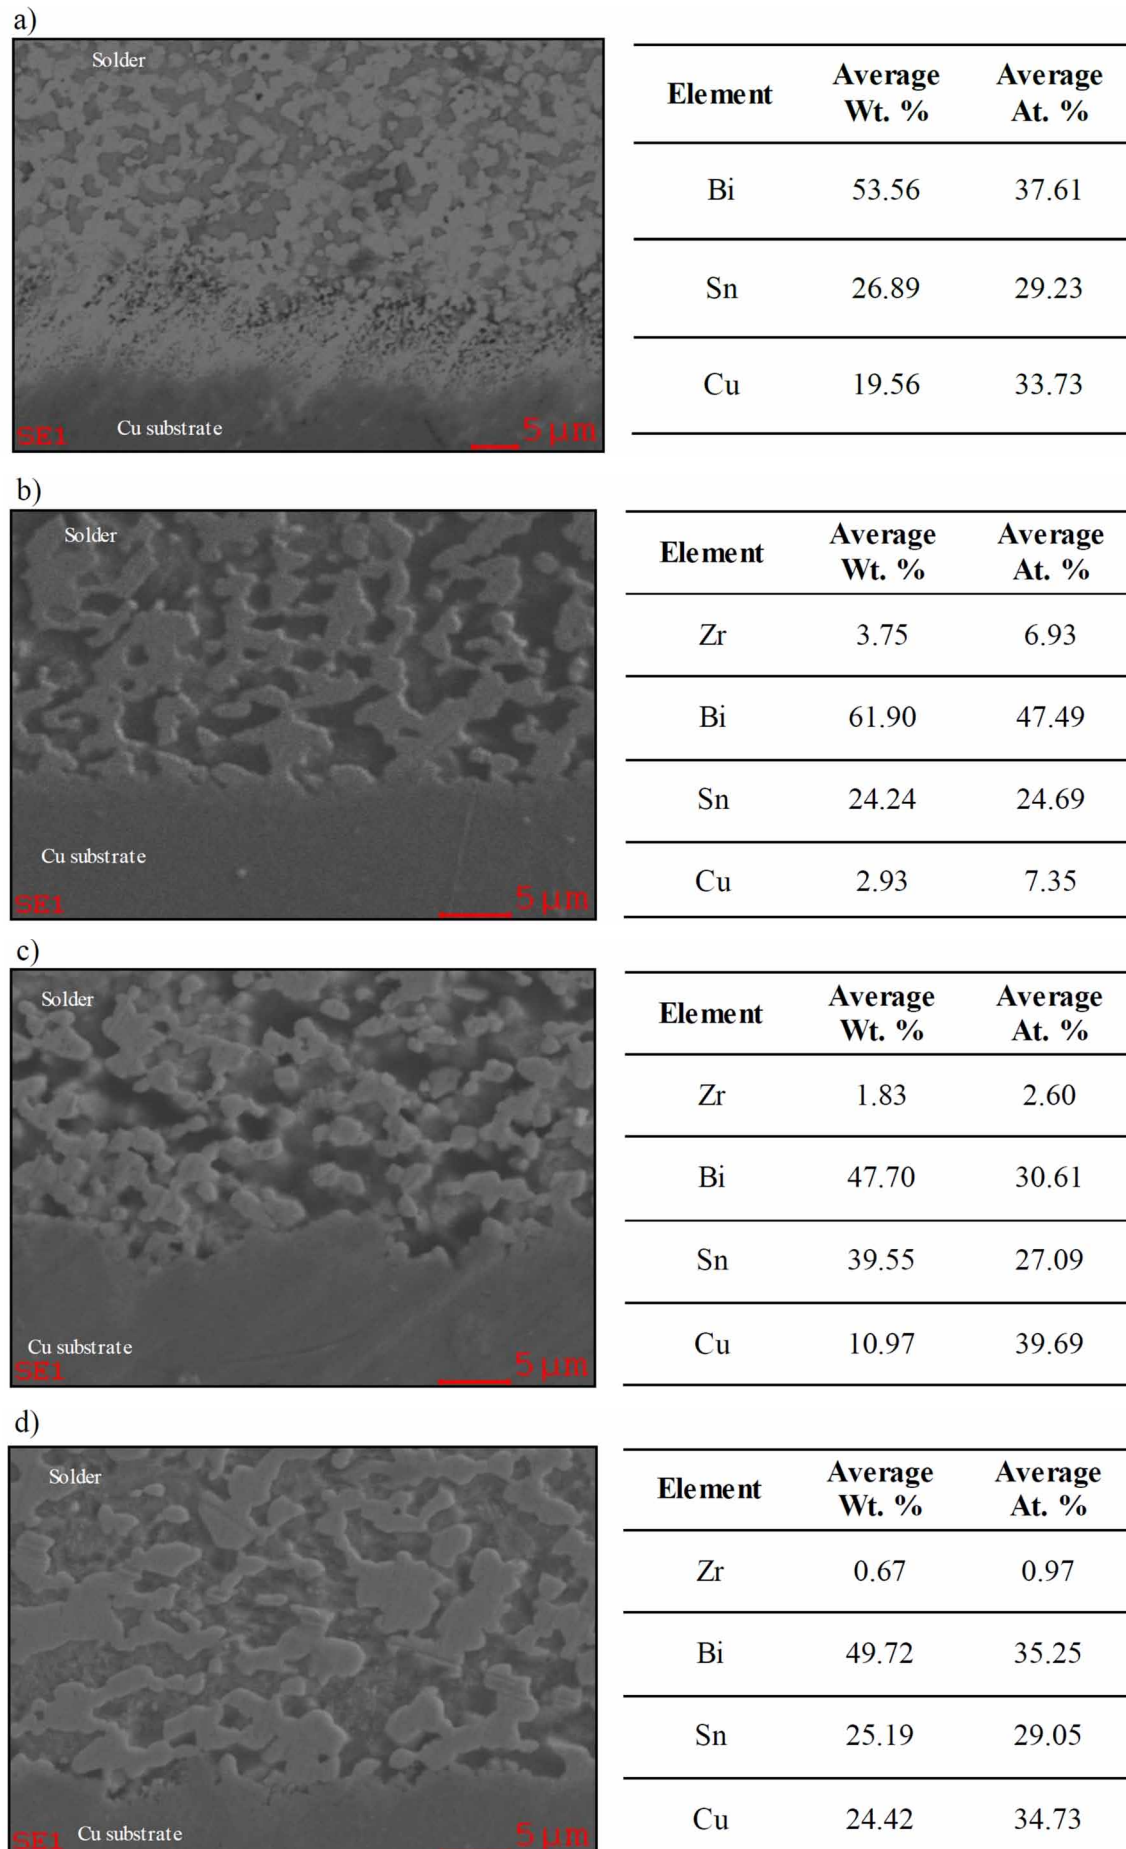 a)
Solder
Cu substrate
SE1
5 µm
Element Average Wt. % Average At. %
Bi 53.56 37.61
Sn 26.89 29.23
Cu 19.56 33.73
b)
Solder
Cu substrate
SE1
5 µm
Element Average Wt. % Average At. %
Zr 3.75 6.93
Bi 61.90 47.49
Sn 24.24 24.69
Cu 2.93 7.35
c)
Solder
Cu substrate
SE1
5 µm
Element Average Wt. % Average At. %
Zr 1.83 2.60
Bi 47.70 30.61
Sn 39.55 27.09
Cu 10.97 39.69
d)
Solder
Cu substrate
SE1
5 µm
Element Average Wt. % Average At. %
Zr 0.67 0.97
Bi 49.72 35.25
Sn 25.19 29.05
Cu 24.42 34.73